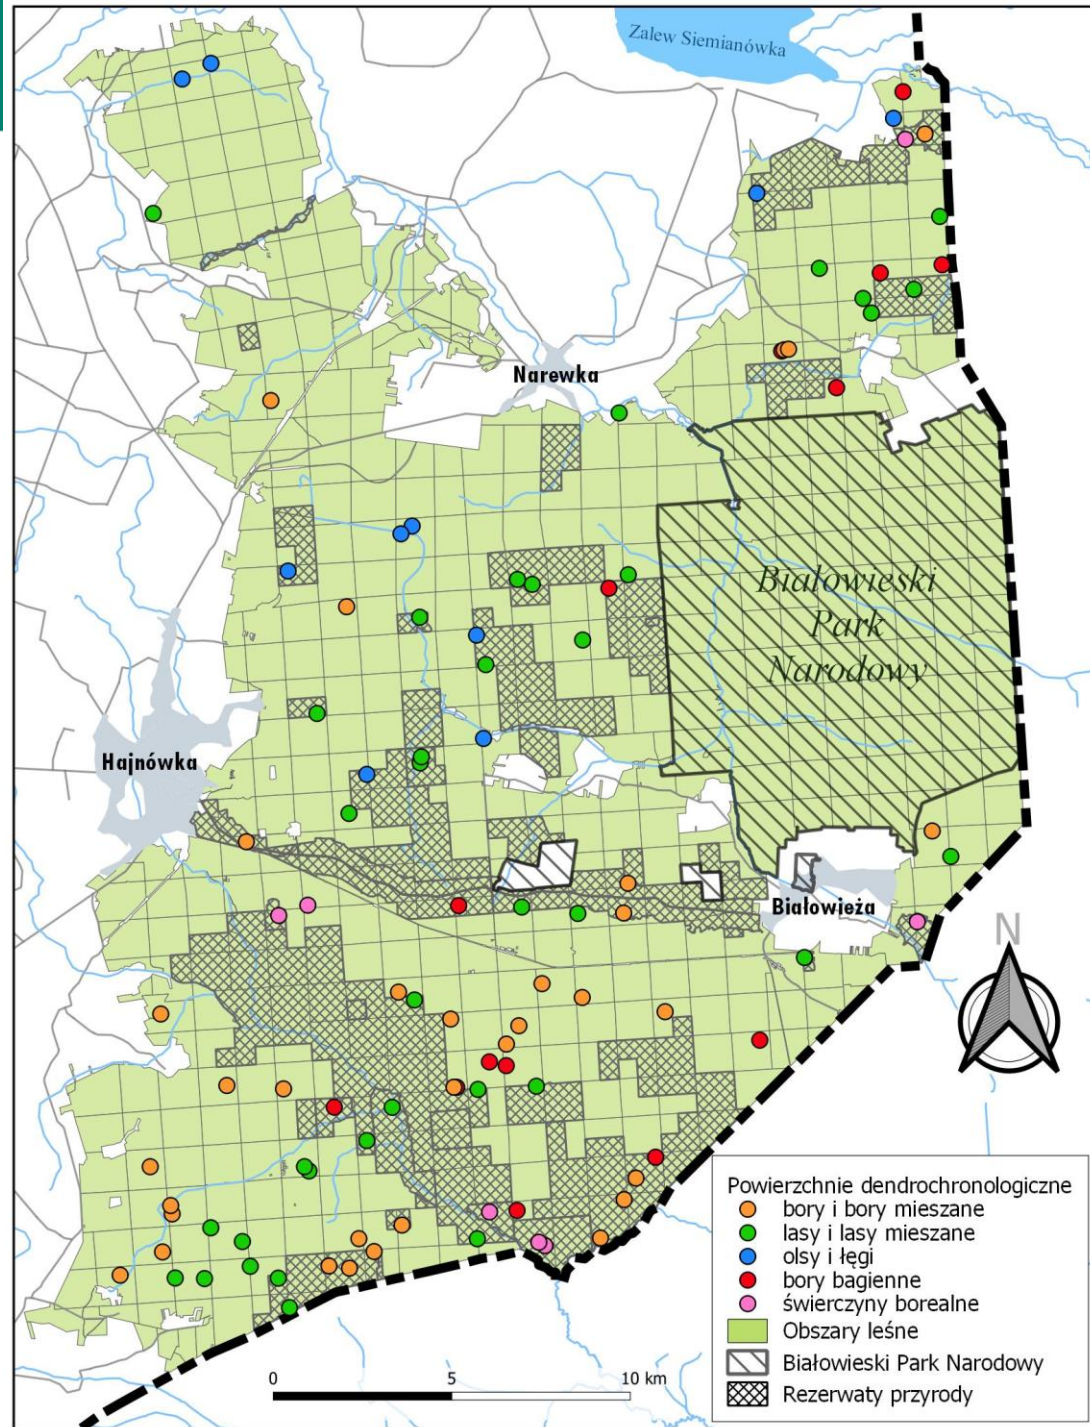 Zalew Siemianówka
Narewka
Białowieski
Park
Narodowy
Hajnówka
Białowieża
N
Powierzchnie dendrochronologiczne
bory i bory mieszane
lasy i lasy mieszane
olsy i łęgi
bory bagienne
świerczyny borealne
Obszary leśne
Białowieski Park Narodowy
Rezerwaty przyrody
0 5 10 km